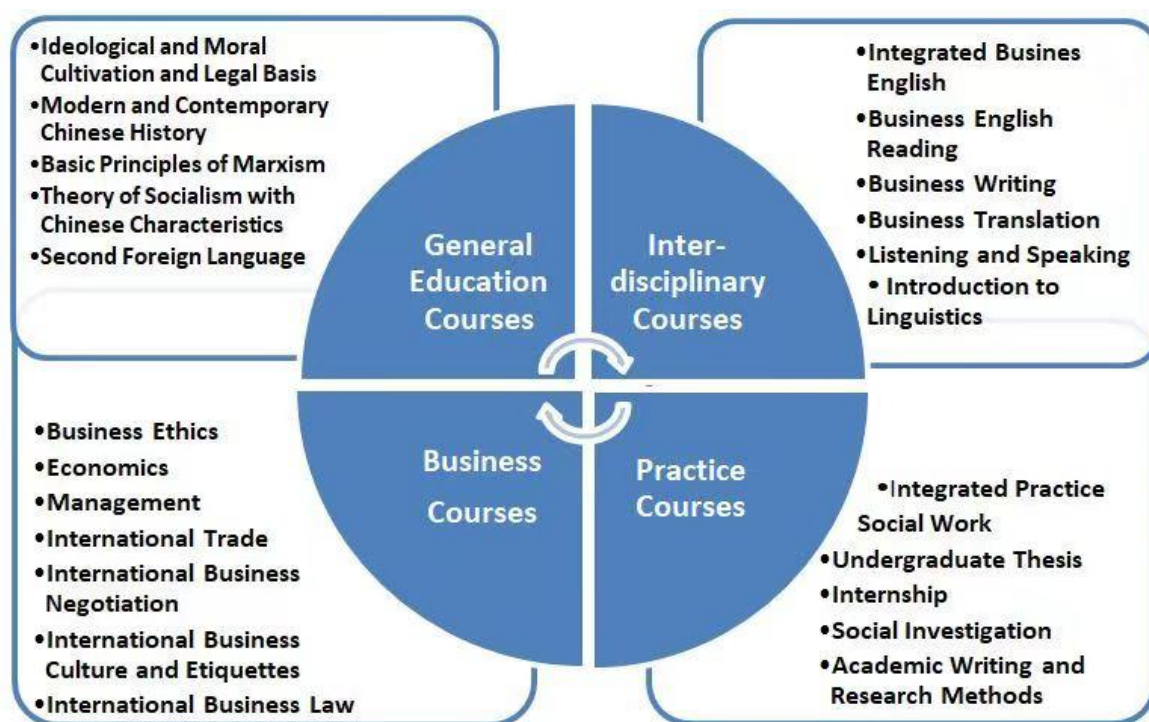 •Ideological and Moral
Cultivation and Legal Basis
•Modern and Contemporary
Chinese History
•Basic Principles of Marxism
•Theory of Socialism with
Chinese Characteristics
•Second Foreign Language
•Integrated Busines
English
•Business English
Reading
•Business Writing
•Business Translation
•Listening and Speaking
• Introduction to
Linguistics
General
Education
Courses
Inter-
disciplinary
Courses
Business
Courses
Practice
Courses
•Business Ethics
•Economics
•Management
•International Trade
•International Business
Negotiation
•International Business
Culture and Etiquettes
•International Business Law
•Integrated Practice
Social Work
•Undergraduate Thesis
•Internship
•Social Investigation
•Academic Writing and
Research Methods